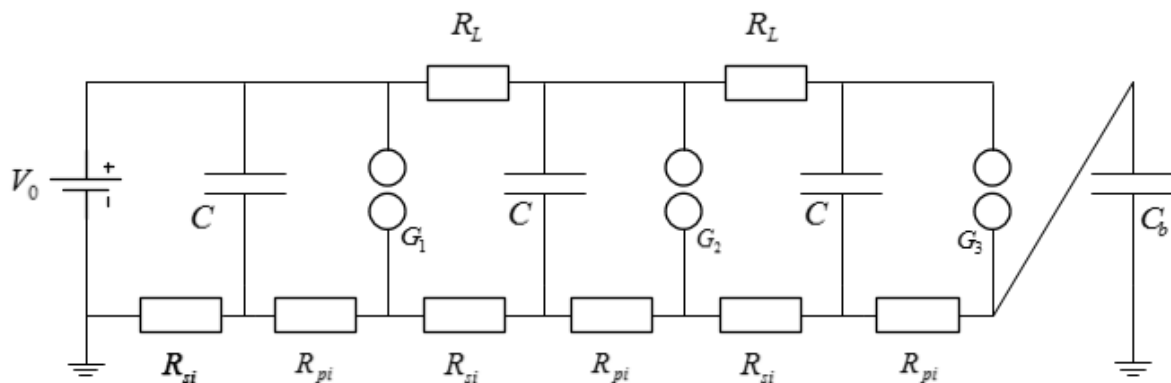 R_L R_L
+
V_0
-
C G_1 C G_2 C G_3 C_b
R_si R_pi R_si R_pi R_si R_pi